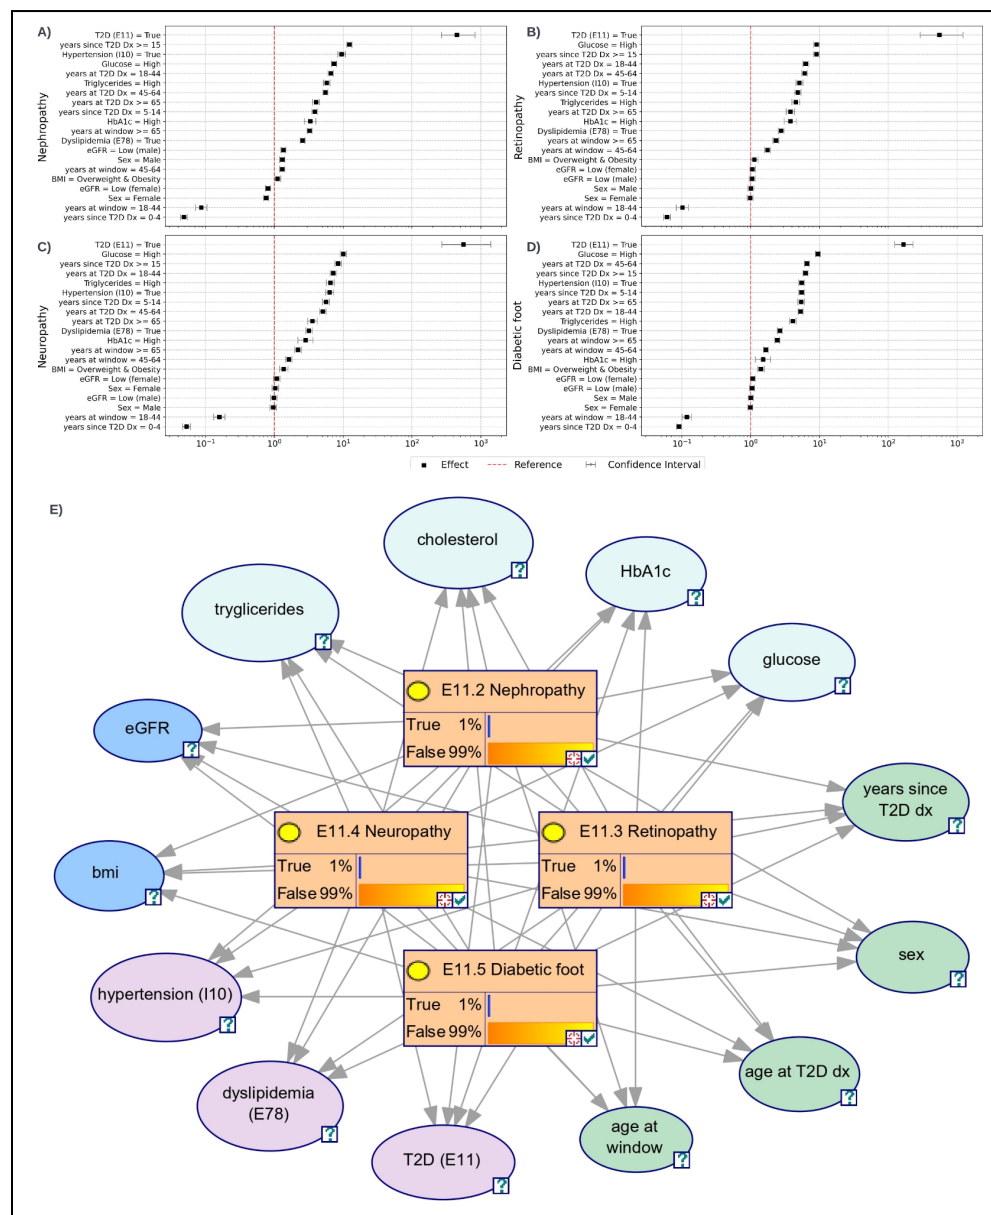 A)
Nephropathy
T2D (E11) = True
years since T2D Dx >= 15
Hypertension (I10) = True
Glucose = High
years at T2D Dx = 18-44
Triglycerides = High
years at T2D Dx = 45-64
years at T2D Dx >= 65
years since T2D Dx = 5-14
HbA1c = High
years at window >= 65
Dyslipidemia (E78) = True
eGFR = Low (male)
Sex = Male
years at window = 45-64
BMI = Overweight & Obesity
eGFR = Low (female)
Sex = Female
years at window = 18-44
years since T2D Dx = 0-4
B)
Retinopathy
T2D (E11) = True
Glucose = High
years since T2D Dx >= 15
years at T2D Dx = 18-44
years at T2D Dx = 45-64
Hypertension (I10) = True
years since T2D Dx = 5-14
Triglycerides = High
years at T2D Dx >= 65
HbA1c = High
Dyslipidemia (E78) = True
years at window >= 65
years at window = 45-64
BMI = Overweight & Obesity
eGFR = Low (female)
eGFR = Low (male)
Sex = Male
Sex = Female
years at window = 18-44
years since T2D Dx = 0-4
C)
Neuropathy
T2D (E11) = True
Glucose = High
years since T2D Dx >= 15
years at T2D Dx = 18-44
Triglycerides = High
Hypertension (I10) = True
years since T2D Dx = 5-14
years at T2D Dx = 45-64
years at T2D Dx >= 65
Dyslipidemia (E78) = True
HbA1c = High
years at window >= 65
years at window = 45-64
BMI = Overweight & Obesity
eGFR = Low (female)
Sex = Female
eGFR = Low (male)
Sex = Male
years at window = 18-44
years since T2D Dx = 0-4
10⁻¹ 10⁰ 10¹ 10² 10³
D)
Diabetic foot
T2D (E11) = True
Glucose = High
years at T2D Dx = 45-64
years since T2D Dx >= 15
Hypertension (I10) = True
years since T2D Dx = 5-14
years at T2D Dx >= 65
years at T2D Dx = 18-44
Triglycerides = High
Dyslipidemia (E78) = True
years at window >= 65
years at window = 45-64
HbA1c = High
BMI = Overweight & Obesity
eGFR = Low (female)
eGFR = Low (male)
Sex = Male
Sex = Female
years at window = 18-44
years since T2D Dx = 0-4
10⁻¹ 10⁰ 10¹ 10² 10³
Effect Reference Confidence Interval
E)
cholesterol
?
HbA1c
?
tryglicerides
?
glucose
?
E11.2 Nephropathy
True 1%
False 99%
eGFR
?
years since
T2D dx
?
E11.4 Neuropathy
True 1%
False 99%
E11.3 Retinopathy
True 1%
False 99%
bmi
?
sex
?
E11.5 Diabetic foot
True 1%
False 99%
hypertension (I10)
?
age at T2D dx
?
dyslipidemia
(E78)
?
age at
window
?
T2D (E11)
?